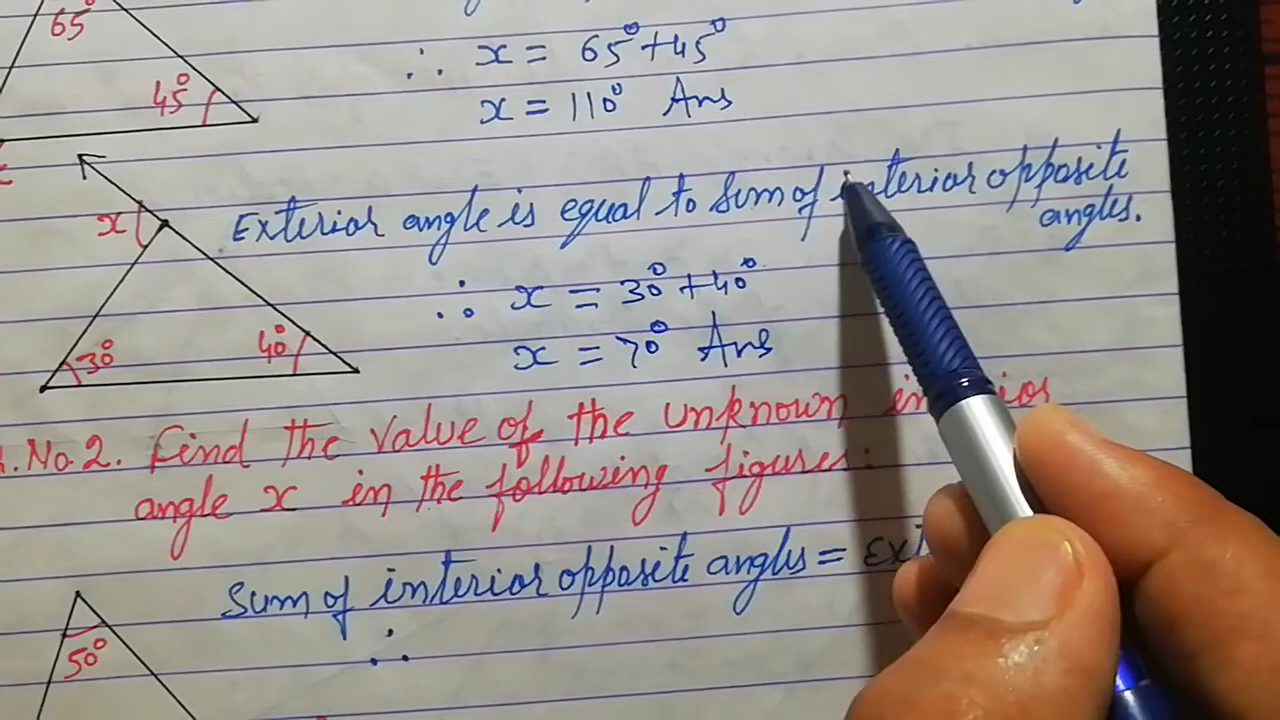 65°
∴ x = 65°+45°
45°
x = 110° Ans
x
Exterior angle is equal to Sum of interior opposite
angles.
∴ x = 30°+40°
30°
40°
x = 70° Ans
.No.2. Find the value of the unknown
angle x in the following figures.
Sum of interior opposite angles = Ext
∴
50°